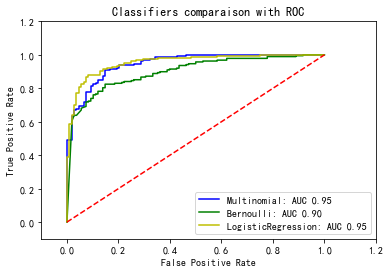 Classifiers comparaison with ROC
1.2
1.0
0.8
0.6
0.4
0.2
0.0
True Positive Rate
Multinomial: AUC 0.95
Bernoulli: AUC 0.90
LogisticRegression: AUC 0.95
0.0 0.2 0.4 0.6 0.8 1.0 1.2
False Positive Rate